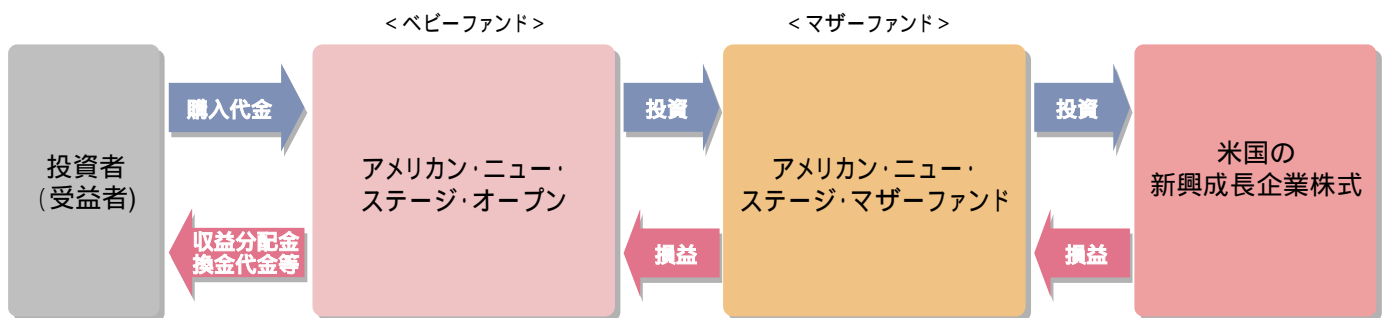 <ベビーファンド>
<マザーファンド>
投資者
(受益者)
購入代金
収益分配金
換金代金等
アメリカン・ニュー・
ステージ・オープン
投資
損益
アメリカン・ニュー・
ステージ・マザーファンド
投資
損益
米国の
新興成長企業株式